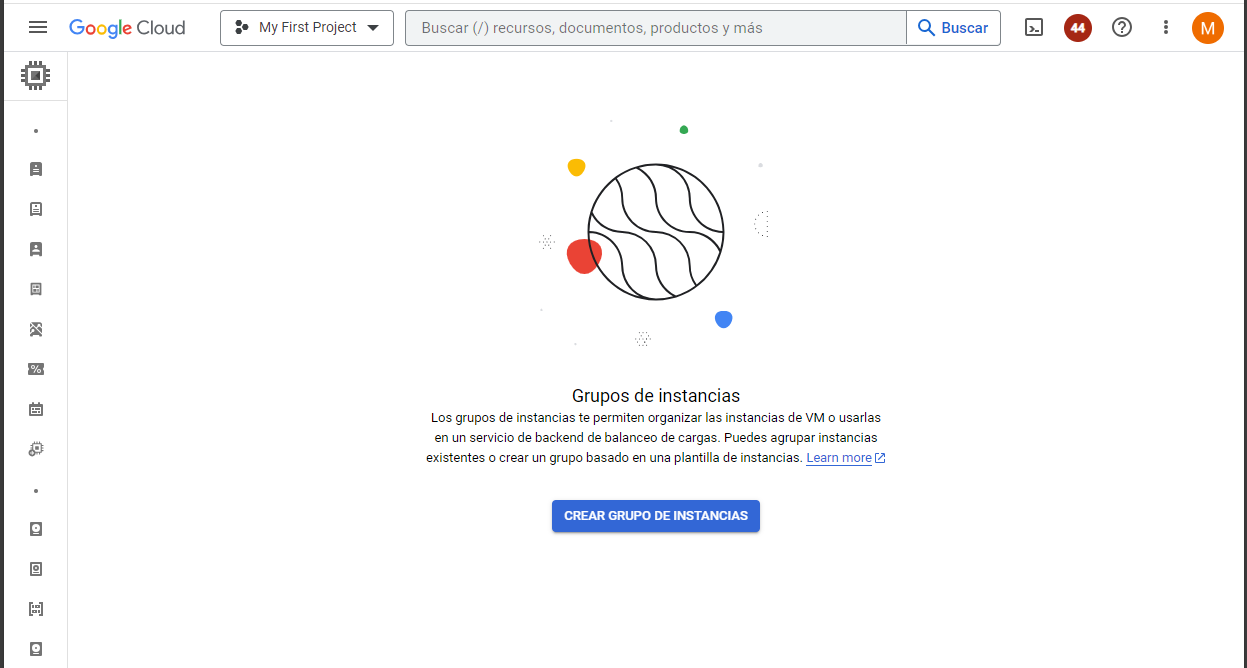 Google Cloud
My First Project
Buscar (/) recursos, documentos, productos y más
Buscar
44
M
Grupos de instancias
Los grupos de instancias te permiten organizar las instancias de VM o usarlas
en un servicio de backend de balanceo de cargas. Puedes agrupar instancias
existentes o crear un grupo basado en una plantilla de instancias. Learn more
CREAR GRUPO DE INSTANCIAS